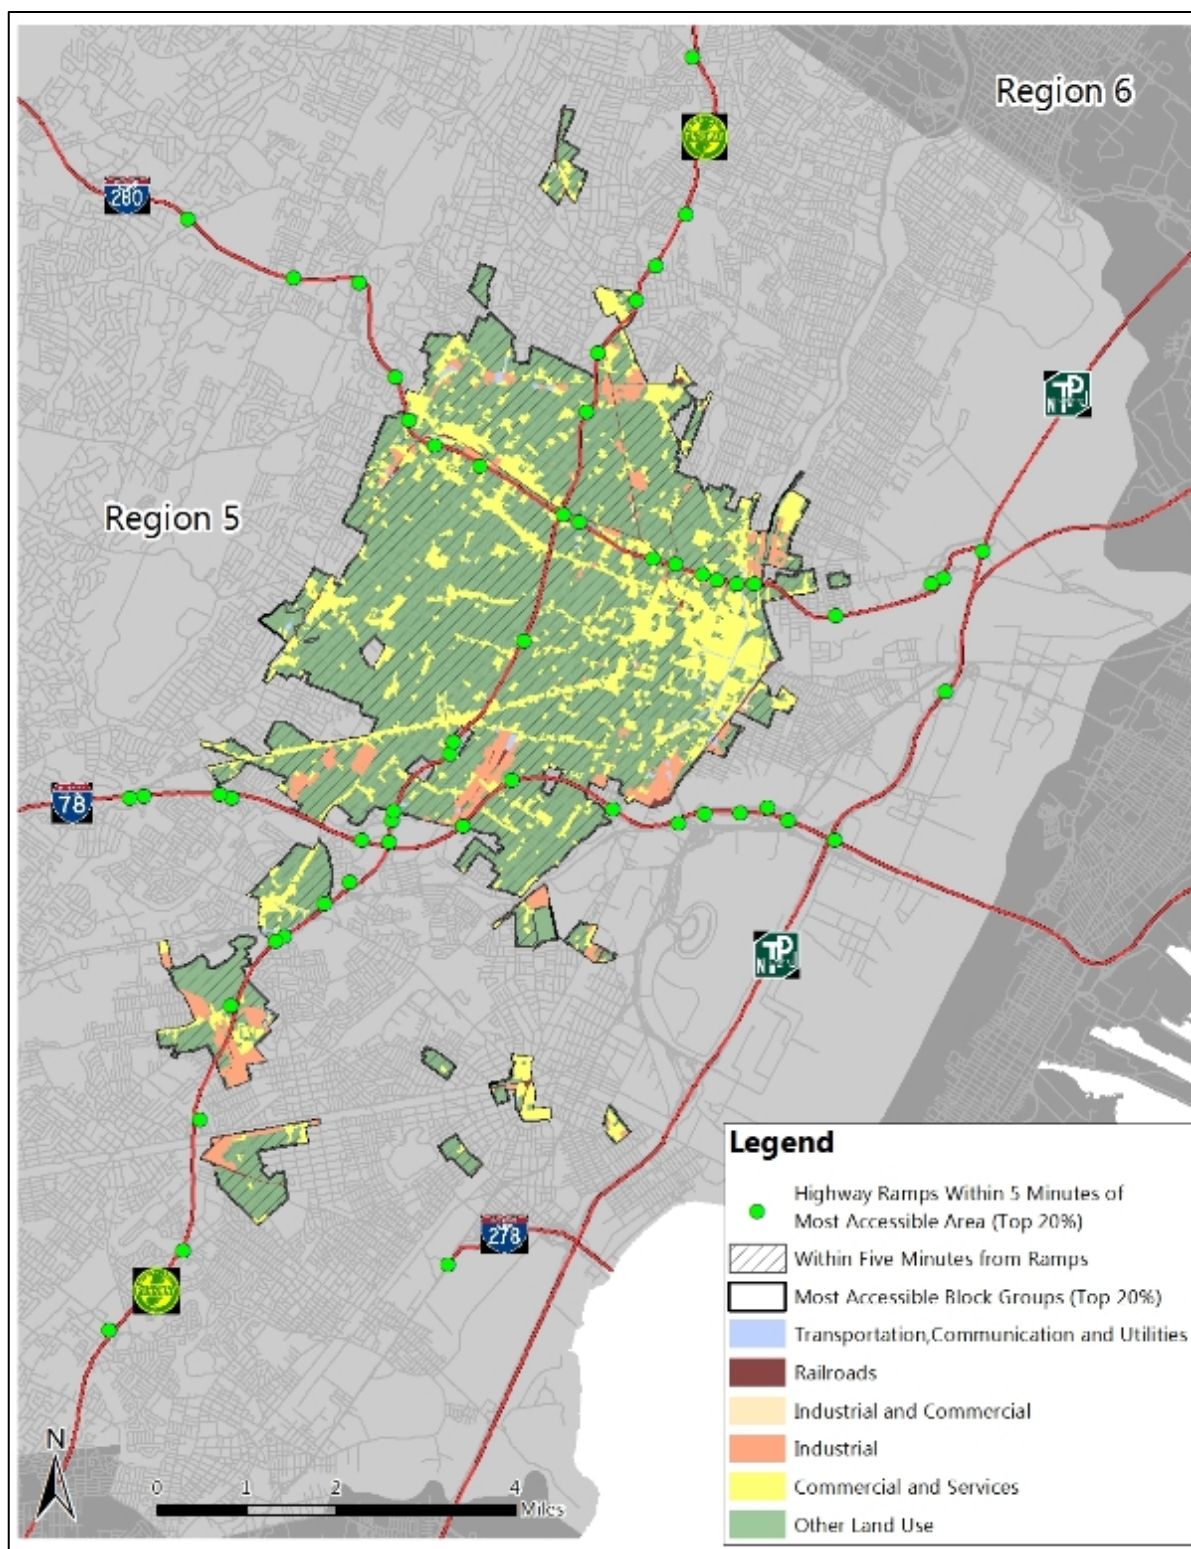 Region 6
280
Region 5
78
278
Legend
Highway Ramps Within 5 Minutes of
Most Accessible Area (Top 20%)
Within Five Minutes from Ramps
Most Accessible Block Groups (Top 20%)
Transportation,Communication and Utilities
Railroads
Industrial and Commercial
Industrial
Commercial and Services
Other Land Use
N
0 1 2 4
Miles